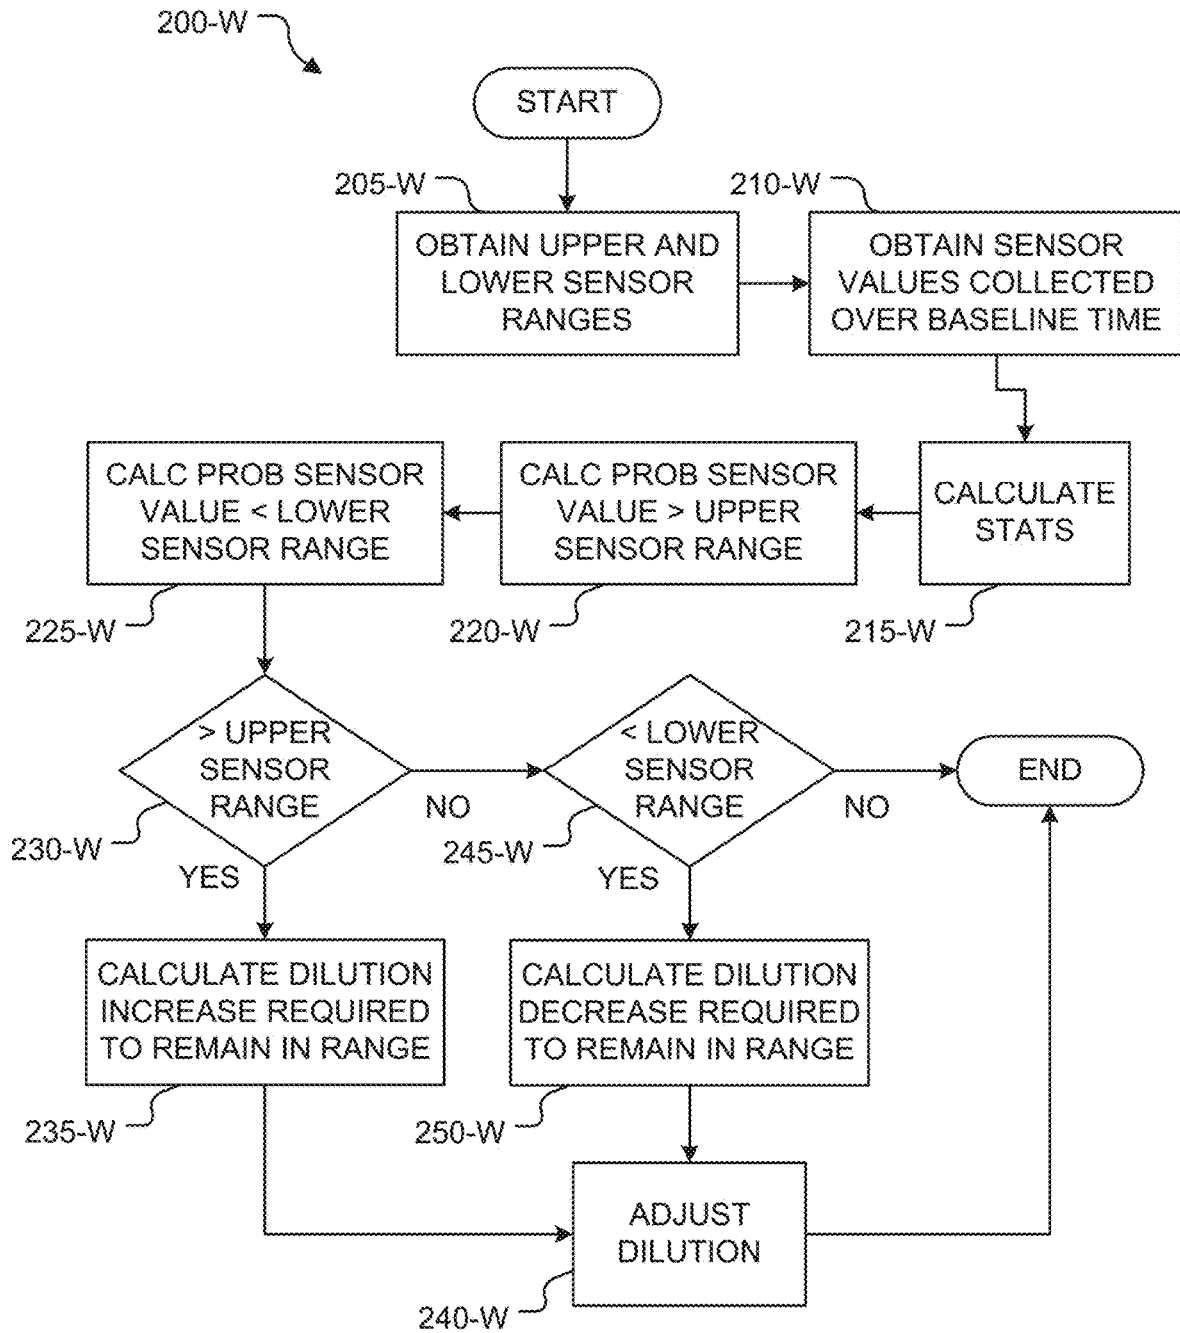 200-W
START
205-W
210-W
OBTAIN UPPER AND
LOWER SENSOR
RANGES
OBTAIN SENSOR
VALUES COLLECTED
OVER BASELINE TIME
CALC PROB SENSOR
VALUE < LOWER
SENSOR RANGE
CALC PROB SENSOR
VALUE > UPPER
SENSOR RANGE
CALCULATE
STATS
225-W
220-W
215-W
> UPPER
SENSOR
RANGE
NO
< LOWER
SENSOR
RANGE
NO
END
230-W
YES
245-W
YES
CALCULATE DILUTION
INCREASE REQUIRED
TO REMAIN IN RANGE
CALCULATE DILUTION
DECREASE REQUIRED
TO REMAIN IN RANGE
235-W
250-W
ADJUST
DILUTION
240-W